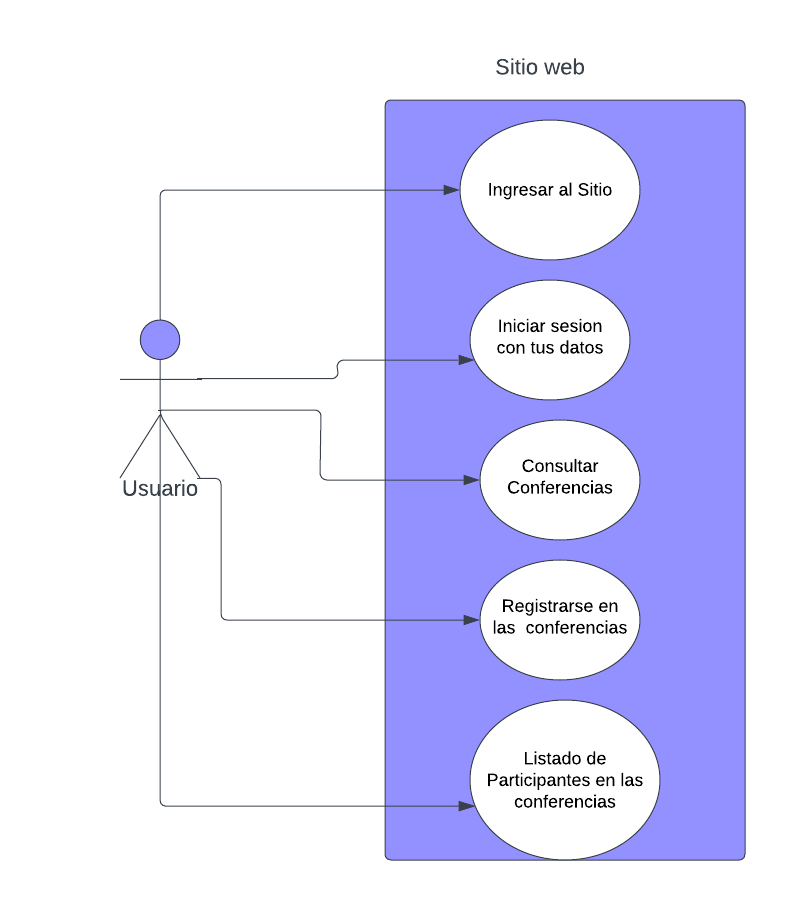 Sitio web
Ingresar al Sitio
Iniciar sesion
con tus datos
Consultar
Conferencias
Usuario
Registrarse en
las  conferencias
Listado de
Participantes en las
conferencias